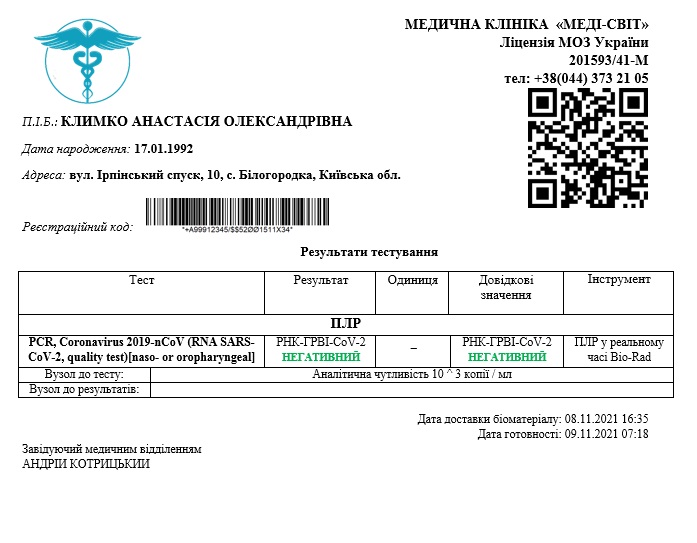 МЕДИЧНА КЛІНІКА «МЕДІ-СВІТ»
Ліцензія МОЗ України
201593/41-М
тел: +38(044) 373 21 05
П.І.Б.: КЛИМКО АНАСТАСІЯ ОЛЕКСАНДРІВНА
Дата народження: 17.01.1992
Адреса: вул. Ірпінський спуск, 10, с. Білогородка, Київська обл.
Реєстраційний код:
*+A99912345/$$52ØØ1511X34*
Результати тестування
Тест Результат Одиниця Довідкові значення Інструмент
ПЛР
PCR, Coronavirus 2019-nCoV (RNA SARS- РНК-ГРВІ-CoV-2 – РНК-ГРВІ-CoV-2 ПЛР у реальному
CoV-2, quality test)[naso- or oropharyngeal] НЕГАТИВНИЙ НЕГАТИВНИЙ часі Bio-Rad
Вузол до тесту: Аналітична чутливість 10 ^ 3 копії / мл
Вузол до результатів:
Дата доставки біоматеріалу: 08.11.2021 16:35
Дата готовності: 09.11.2021 07:18
Завідуючий медичним відділенням
АНДРІИ КОТРИЦЬКИИ